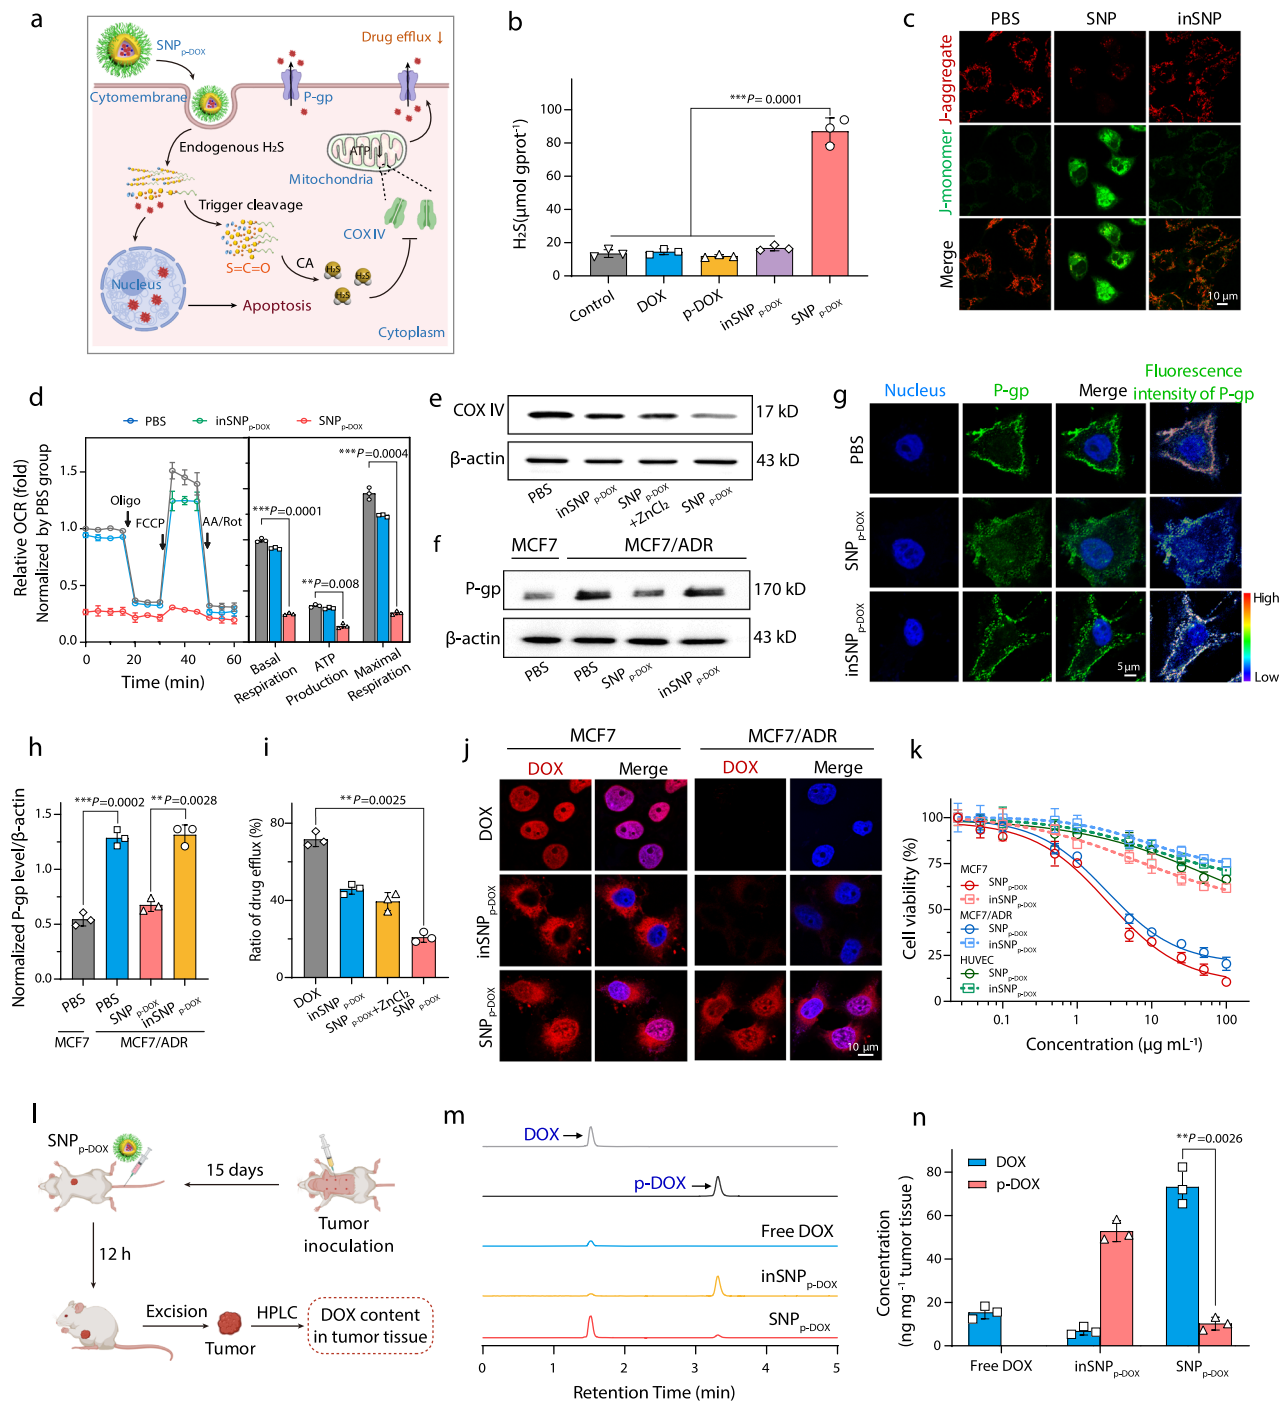 a
SNP p-DOX
Drug efflux ↓
Cytomembrane
P-gp
Endogenous H₂S
ATP
Mitochondria
Trigger cleavage
COX IV
S=C=O
CA
H₂S
H₂S
H₂S
Nucleus
Apoptosis
Cytoplasm
b
H₂S(μmol gprot⁻¹)
100
80
60
40
20
0
***P= 0.0001
Control
DOX
p-DOX
inSNP p-DOX
SNP p-DOX
c
PBS SNP inSNP
J-aggregate
J-monomer
Merge
10 μm
d
PBS inSNP p-DOX SNP p-DOX
Relative OCR (fold)
Normalized by PBS group
1.5
1.0
0.5
0.0
Oligo
FCCP
AA/Rot
0 20 40 60
Time (min)
***P=0.0001
**P=0.008
***P=0.0004
Basal Respiration
ATP Production
Maximal Respiration
e
COX IV 17 kD
β-actin 43 kD
PBS
inSNP p-DOX
SNP p-DOX +ZnCl₂
SNP p-DOX
f
MCF7 MCF7/ADR
P-gp 170 kD
β-actin 43 kD
PBS
PBS
SNP p-DOX
inSNP p-DOX
g
Nucleus P-gp Merge Fluorescence intensity of P-gp
PBS
SNP p-DOX
inSNP p-DOX
5 μm
High
Low
h
Normalized P-gp level/β-actin
1.5
1.0
0.5
0.0
***P=0.0002
**P=0.0028
PBS
PBS
SNP p-DOX
inSNP p-DOX
MCF7 MCF7/ADR
i
Ratio of drug efflux (%)
80
40
0
**P=0.0025
DOX
inSNP p-DOX
SNP p-DOX+ZnCl₂
SNP p-DOX
j
MCF7 MCF7/ADR
DOX Merge DOX Merge
DOX
inSNP p-DOX
SNP p-DOX
10 μm
k
Cell viability (%)
100
75
50
25
0
MCF7
SNP p-DOX
inSNP p-DOX
MCF7/ADR
SNP p-DOX
inSNP p-DOX
HUVEC
SNP p-DOX
inSNP p-DOX
0.1 1 10 100
Concentration (μg mL⁻¹)
l
SNP p-DOX
15 days
Tumor inoculation
12 h
Excision
Tumor
HPLC
DOX content
in tumor tissue
m
DOX
p-DOX
Free DOX
inSNP p-DOX
SNP p-DOX
0 1 2 3 4 5
Retention Time (min)
n
Concentration
(ng mg⁻¹ tumor tissue)
80
60
40
20
0
DOX
p-DOX
**P=0.0026
Free DOX inSNP p-DOX SNP p-DOX